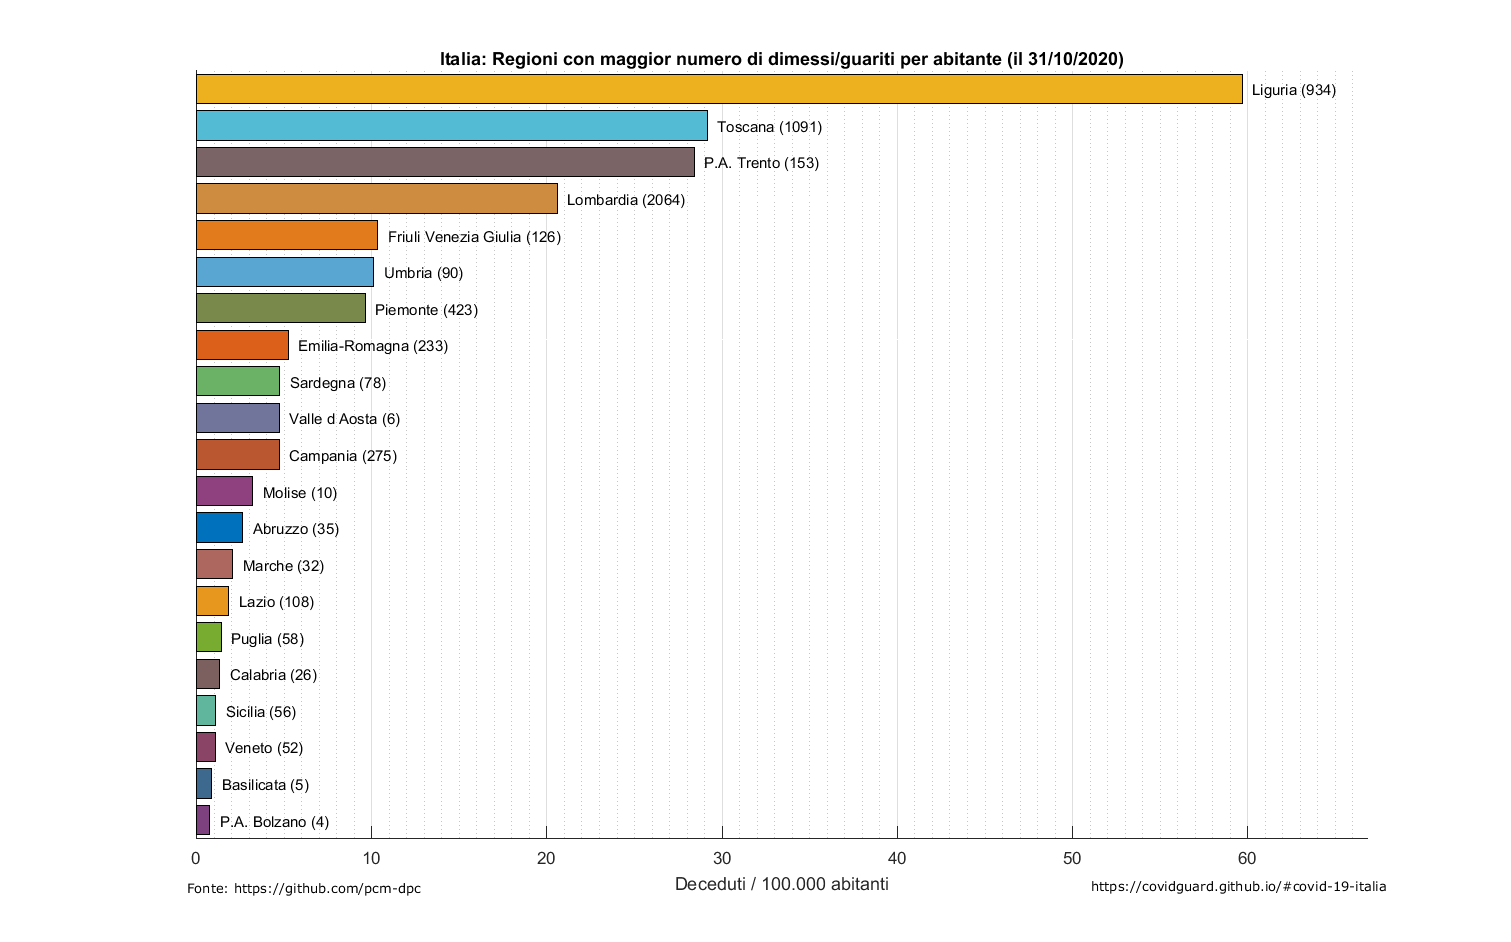 Italia: Regioni con maggior numero di dimessi/guariti per abitante (il 31/10/2020)
Liguria (934)
Toscana (1091)
P.A. Trento (153)
Lombardia (2064)
Friuli Venezia Giulia (126)
Umbria (90)
Piemonte (423)
Emilia-Romagna (233)
Sardegna (78)
Valle d Aosta (6)
Campania (275)
Molise (10)
Abruzzo (35)
Marche (32)
Lazio (108)
Puglia (58)
Calabria (26)
Sicilia (56)
Veneto (52)
Basilicata (5)
P.A. Bolzano (4)
0 10 20 30 40 50 60
Deceduti / 100.000 abitanti
Fonte: https://github.com/pcm-dpc
https://covidguard.github.io/#covid-19-italia